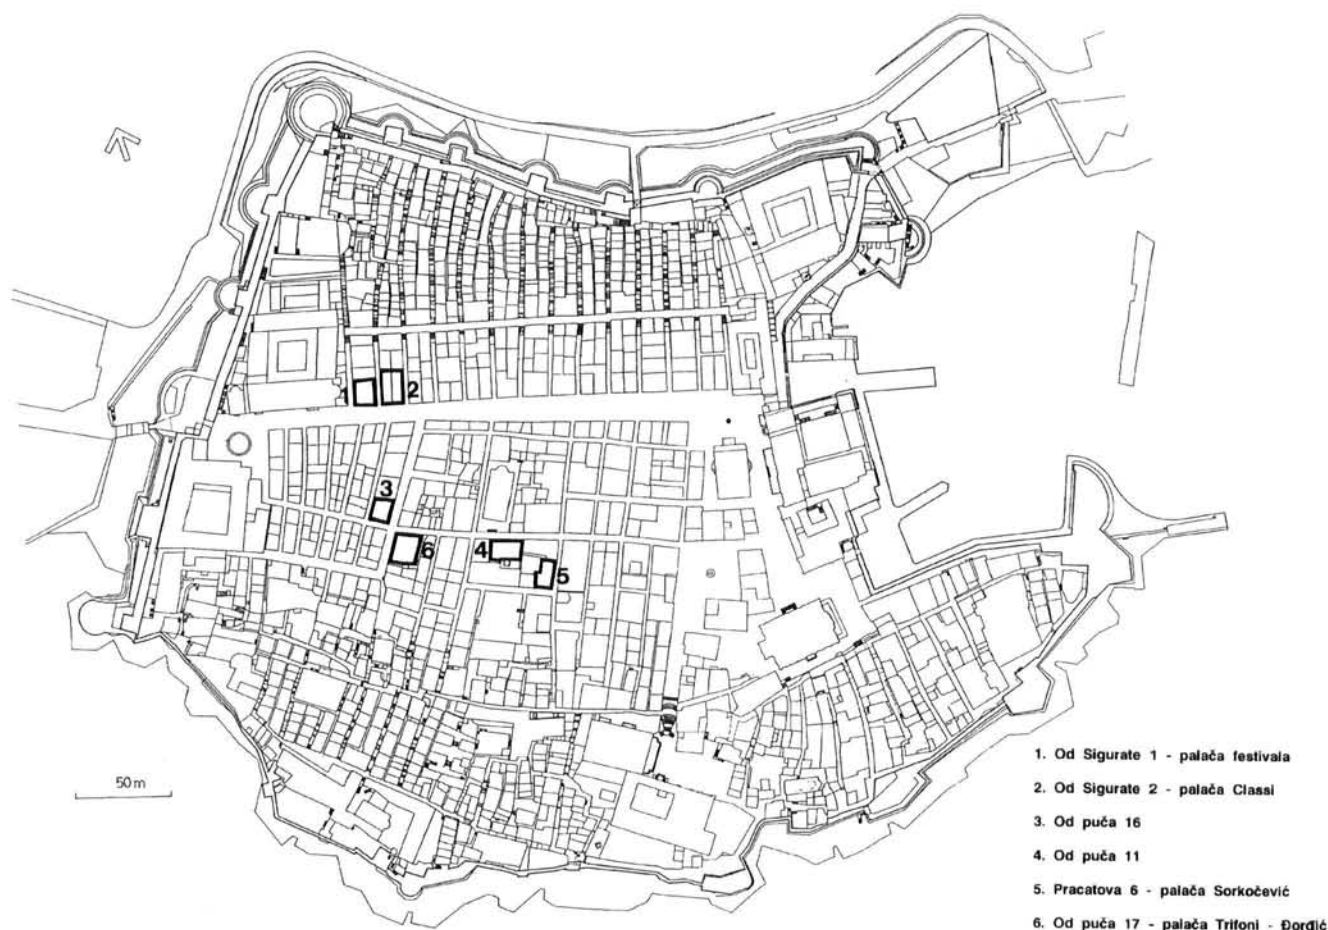 2
3
6
4
5
50 m
1. Od Sigurate 1 - palača festivala
2. Od Sigurate 2 - palača Classi
3. Od puča 16
4. Od puča 11
5. Pracatova 6 - palača Sorkočević
6. Od puča 17 - palača Trifoni - Đorđić